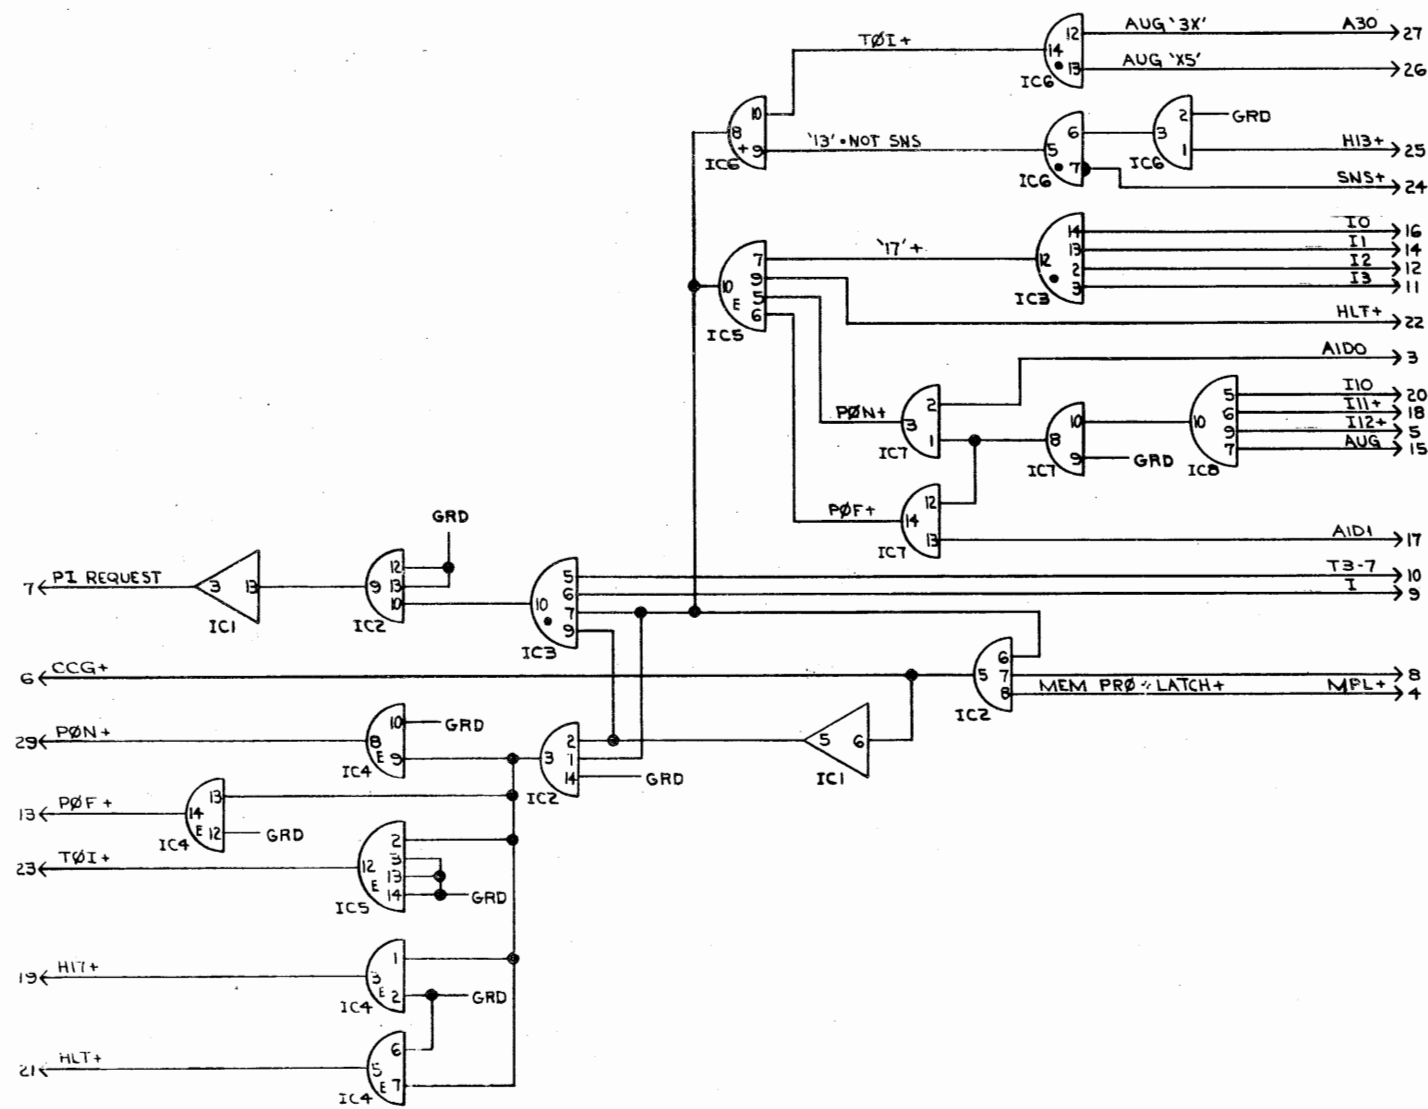 TØI+ 12 AUG '3X' A30 27
14 13 AUG 'X5' 26
IC6
10 8 + 9 IC6
'13'•NOT SNS 5 6 7 IC6
3 2 GRD
1 IC6 H13+ 25
SNS+ 24
'17'+ 12 14 13 2 3 IC3
I0 16
I1 14
I2 12
I3 11
10 E 7 9 5 6 IC5
HLT+ 22
AID0 3
PØN+ 3 2 1 IC7
8 10 9 GRD IC7
10 5 6 9 7 IC8
I10 20
I11+ 18
I12+ 5
AUG 15
PØF+ 14 12 13 IC7
AID1 17
GRD
7 PI REQUEST 3 13 IC1
9 12 13 10 IC2
10 5 6 7 9 IC3
T3-7 10
I 9
6 CCG+
5 6 7 8 IC2
8
MEM PRØ LATCH+ MPL+ 4
29 PØN+ 8 E 10 9 GRD IC4
3 2 1 14 GRD IC2
5 6 IC1
13 PØF+ 14 E 13 12 GRD IC4
23 TØI+ 12 E 2 3 13 14 GRD IC5
19 H17+ 3 E 1 2 GRD IC4
21 HLT+ 5 E 6 7 IC4